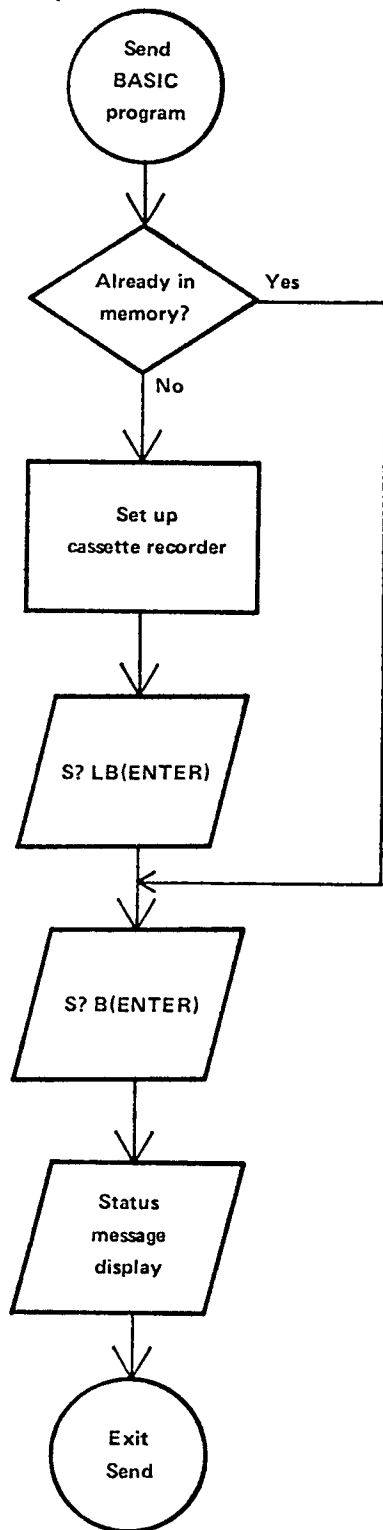 Send
BASIC
program
Already in
memory?
Yes
No
Set up
cassette recorder
S? LB(ENTER)
S? B(ENTER)
Status
message
display
Exit
Send